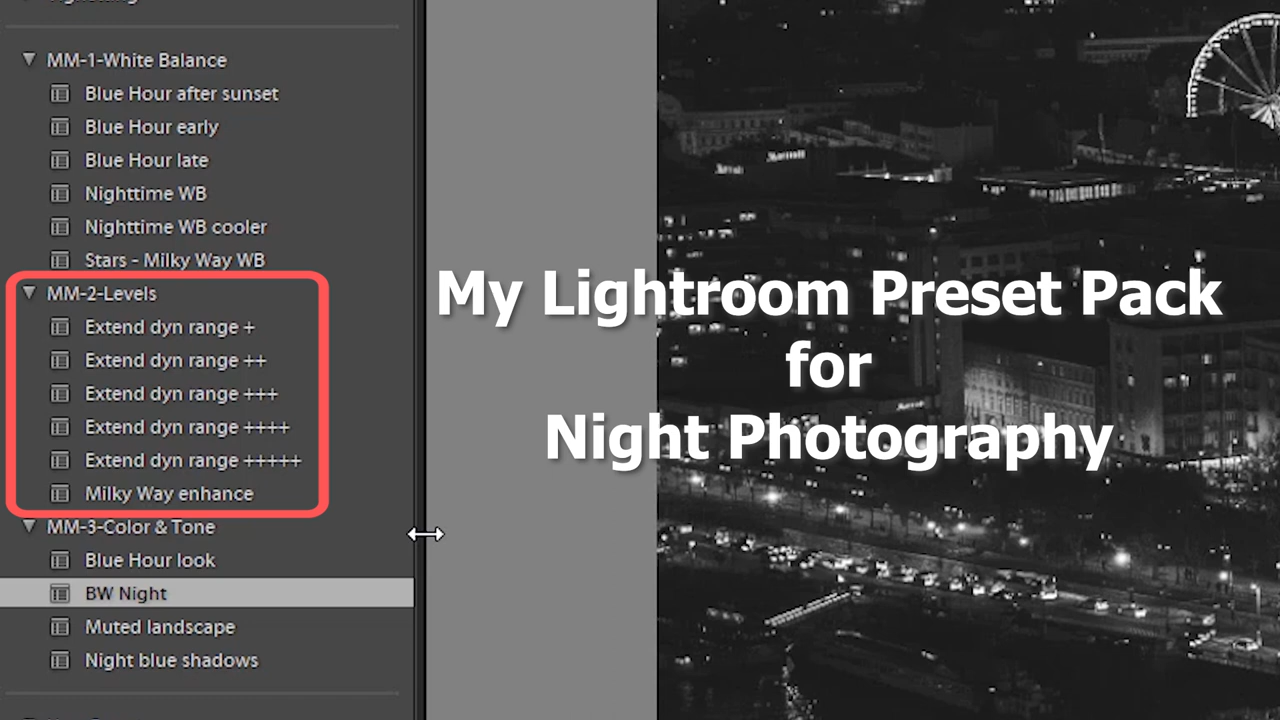 MM-1-White Balance
Blue Hour after sunset
Blue Hour early
Blue Hour late
Nighttime WB
Nighttime WB cooler
Stars - Milky Way WB
MM-2-Levels
Extend dyn range +
Extend dyn range ++
Extend dyn range +++
Extend dyn range ++++
Extend dyn range +++++
Milky Way enhance
MM-3-Color & Tone
Blue Hour look
BW Night
Muted landscape
Night blue shadows
My Lightroom Preset Pack
for
Night Photography
Marriott